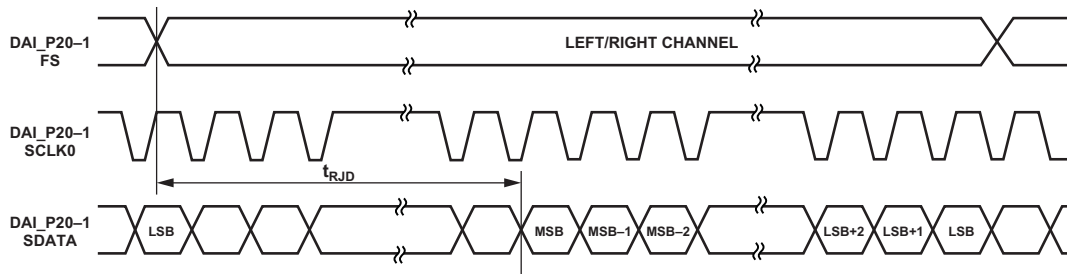 DAI_P20–1
FS
LEFT/RIGHT CHANNEL
DAI_P20–1
SCLK0
tRJD
DAI_P20–1
SDATA
LSB
MSB
MSB–1
MSB–2
LSB+2
LSB+1
LSB